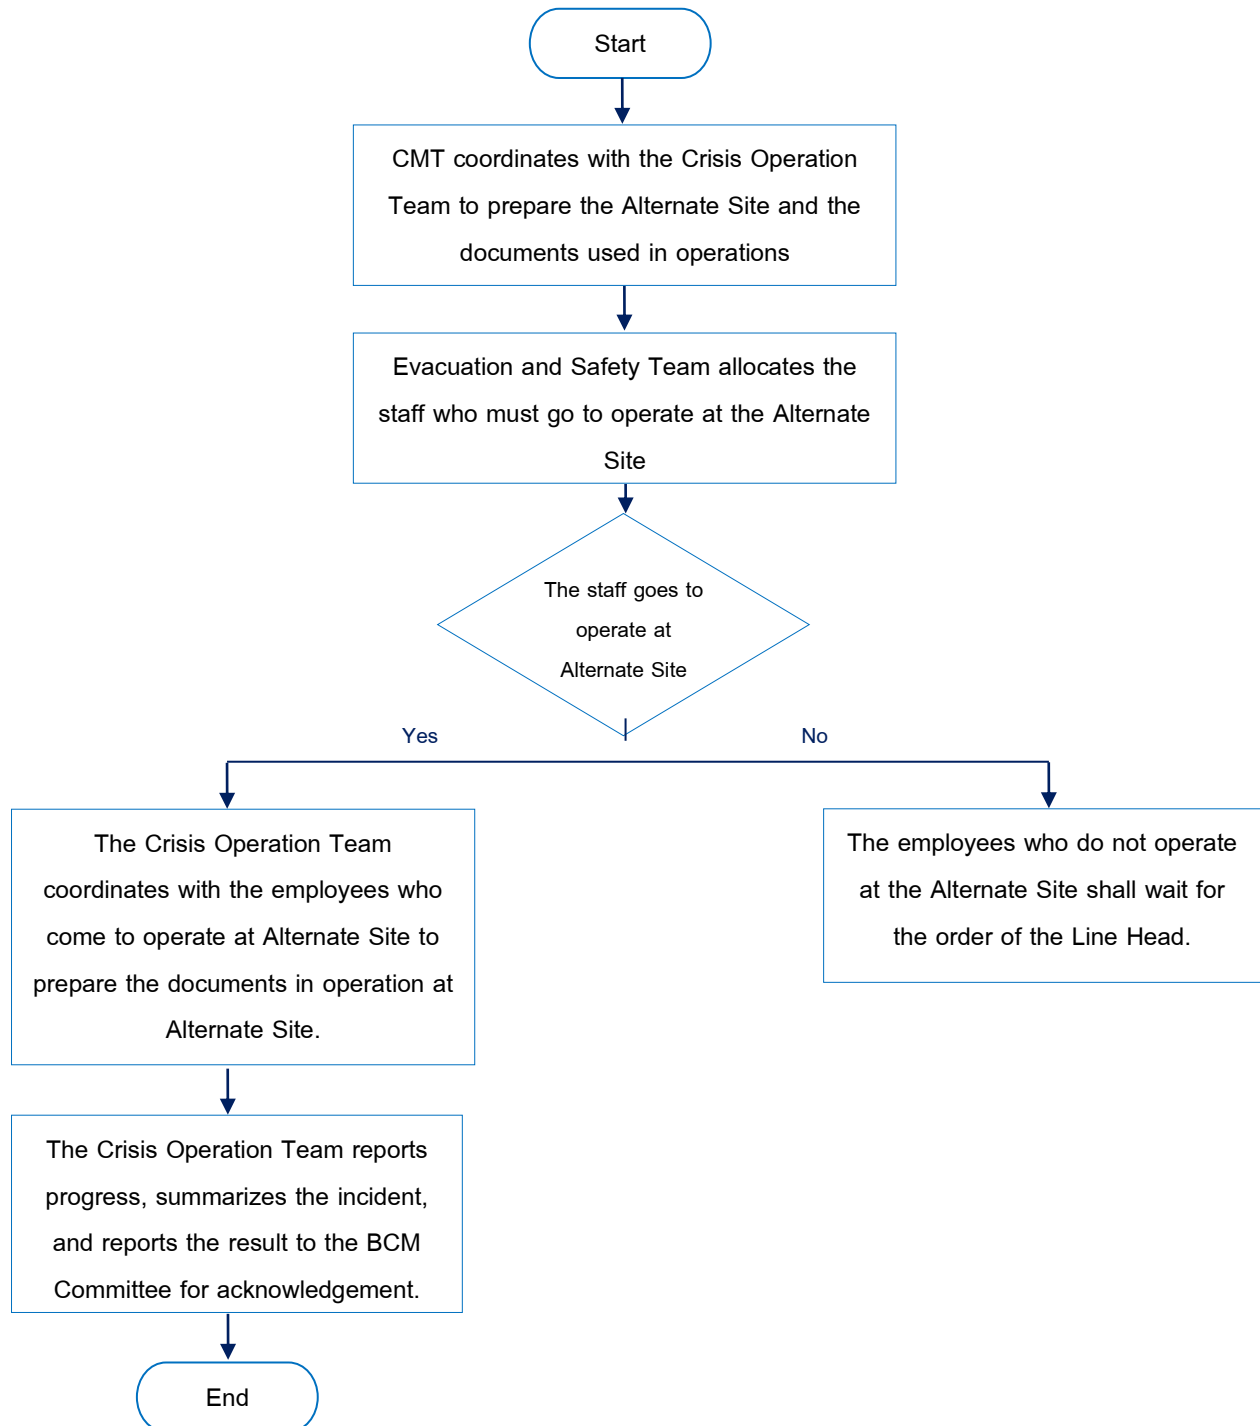 Start
CMT coordinates with the Crisis Operation
Team to prepare the Alternate Site and the
documents used in operations
Evacuation and Safety Team allocates the
staff who must go to operate at the Alternate
Site
The staff goes to
operate at
Alternate Site
Yes
No
The Crisis Operation Team
coordinates with the employees who
come to operate at Alternate Site to
prepare the documents in operation at
Alternate Site.
The employees who do not operate
at the Alternate Site shall wait for
the order of the Line Head.
The Crisis Operation Team reports
progress, summarizes the incident,
and reports the result to the BCM
Committee for acknowledgement.
End